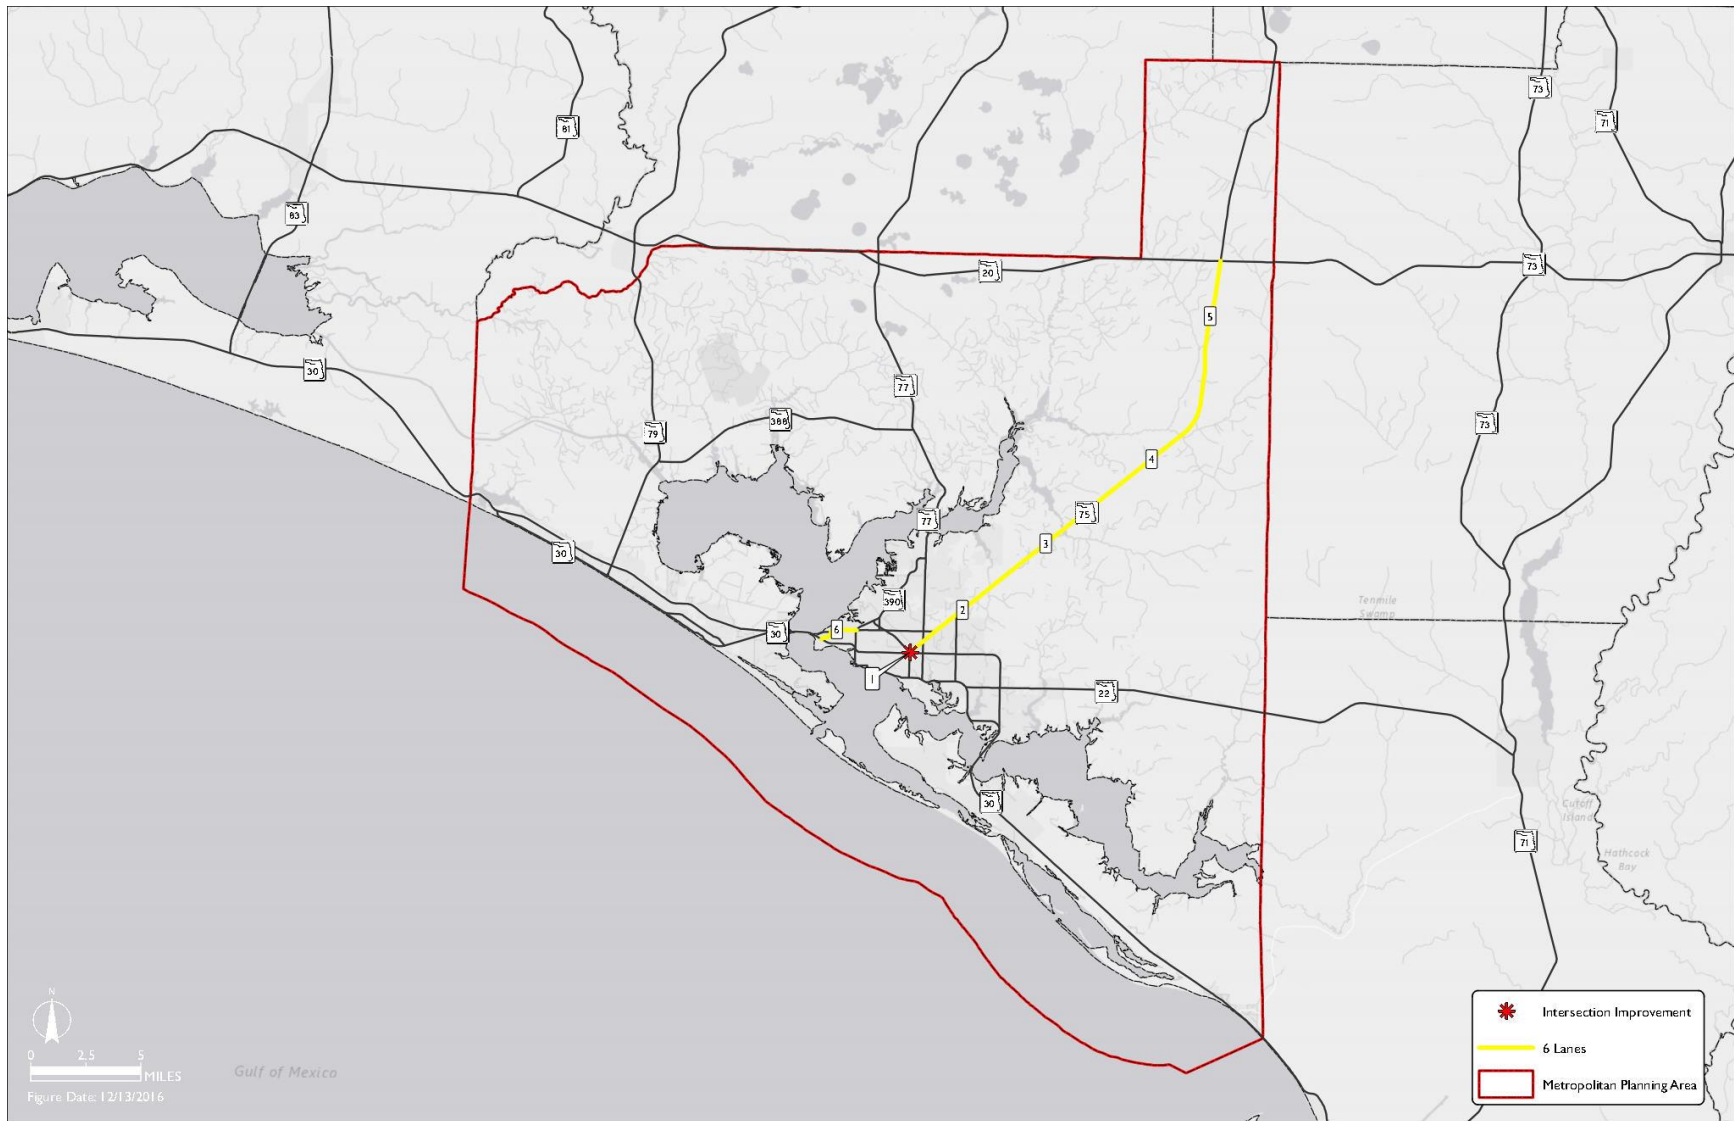 73
71
81
83
20
73
5
30
77
388
79
73
4
75
77
3
30
390
2
Tenmile
Swamp
6
30
1
22
30
Cutoff
Island
71
Hathcock
Bay
N
0 2.5 5
MILES
Gulf of Mexico
Figure Date: 12/13/2016
Intersection Improvement
6 Lanes
Metropolitan Planning Area